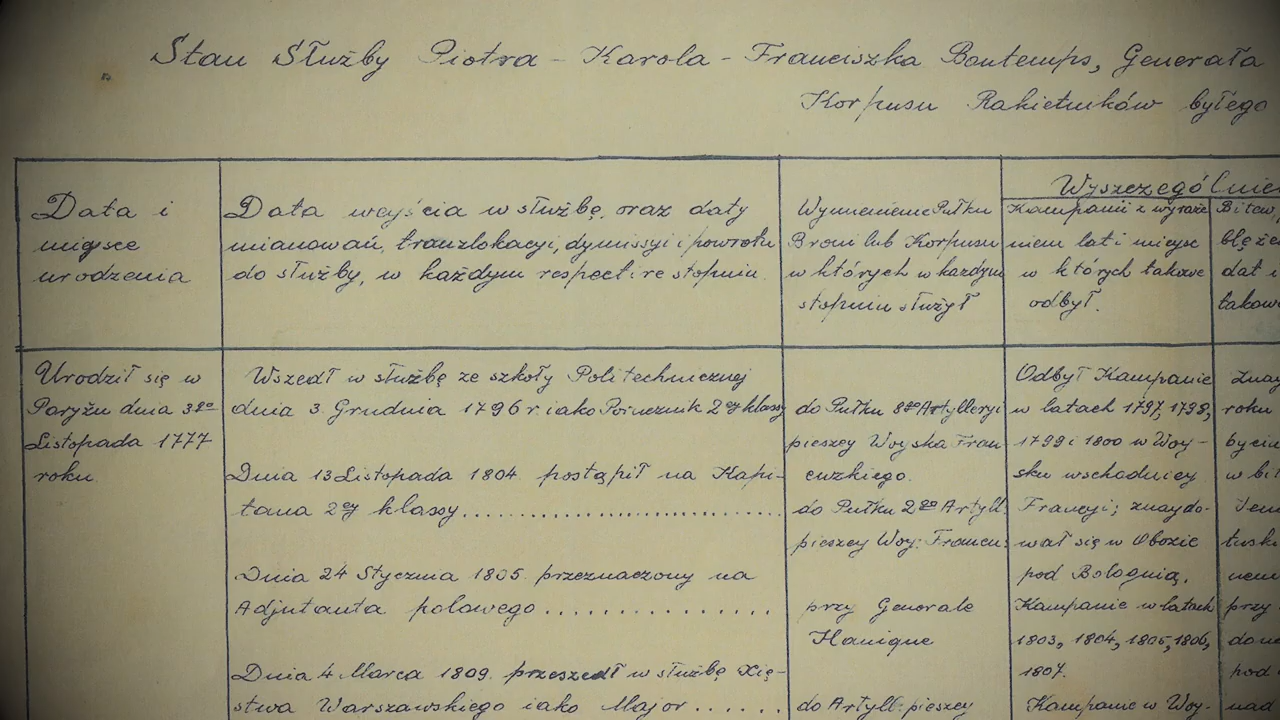 Stan Służby Piotra - Karola - Franciszka Bontemps, Generała
Korpusu Rakietników byłego
Data i
miejsce
urodzenia
Data weyścia w służbę, oraz daty
mianowań, tranzlokacyi, dymissyi i powrotu
do służby, w każdym respective stopniu.
Wymienienie Pułku
Broni lub Korpusu
w których w każdym
stopniu służył
Kampanii z wyraże
niem lat i miejsc
w których takowe
odbył.
Urodził się w
Paryżu dnia 3go
Listopada 1777
roku.
Wszedł w służbę ze szkoły Politechnicznej
dnia 3. Grudnia 1796 r. iako Porucznik 2ey klassy
Dnia 13 Listopada 1804. postąpił na Kapi-
tana 2ey klassy....................................
Dnia 24 Stycznia 1805. przeznaczony na
Adjutanta polowego....................
Dnia 4 Marca 1809. przeszedł w służbę Xię-
stwa Warszawskiego iako Major......
do Pułku 8go Artylleryi
pieszey Woyska Fran-
cuzkiego.
do Pułku 2go Artyll:
pieszey Woy: Francu:
przy Generale
Hanique
do Artyll: pieszey
Odbył Kampanie
w latach 1797, 1798,
1799 i 1800 w Woy-
sku wschodniey
Francyi; znaydo-
wał się w Obozie
pod Bolognią.
Kampanie w latach
1803, 1804, 1805, 1806,
1807.
Kampanie w Woy-
roku